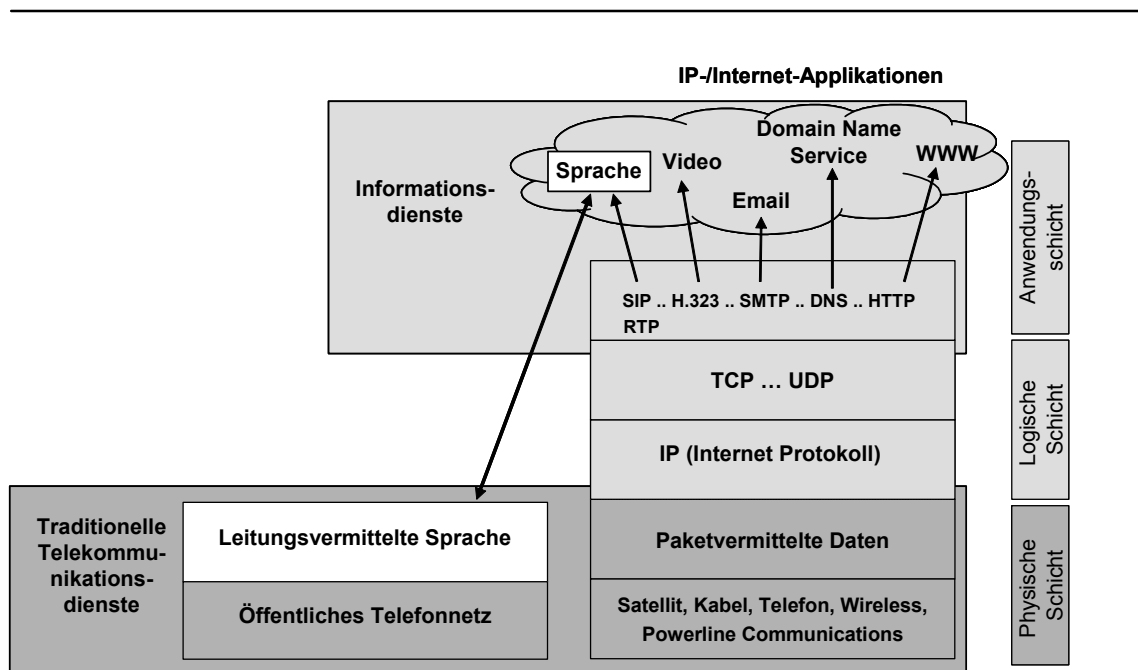 IP-/Internet-Applikationen
Domain Name
Service
WWW
Video
Sprache
Email
Informations-
dienste
SIP .. H.323 .. SMTP .. DNS .. HTTP
RTP
TCP … UDP
IP (Internet Protokoll)
Traditionelle
Telekommu-
nikations-
dienste
Leitungsvermittelte Sprache
Öffentliches Telefonnetz
Paketvermittelte Daten
Satellit, Kabel, Telefon, Wireless,
Powerline Communications
Anwendungs-
schicht
Logische
Schicht
Physische
Schicht